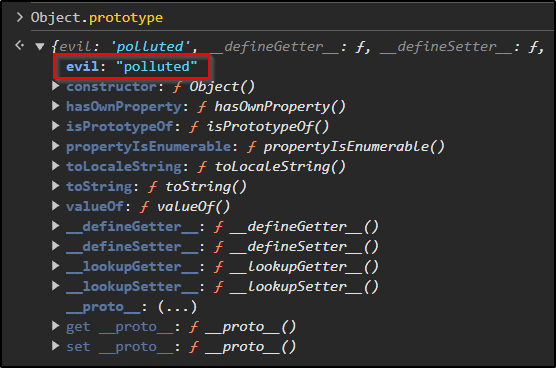 > Object.prototype
{evil: 'polluted', __defineGetter__: ƒ, __defineSetter__: ƒ,
evil: "polluted"
constructor: ƒ Object()
hasOwnProperty: ƒ hasOwnProperty()
isPrototypeOf: ƒ isPrototypeOf()
propertyIsEnumerable: ƒ propertyIsEnumerable()
toLocaleString: ƒ toLocaleString()
toString: ƒ toString()
valueOf: ƒ valueOf()
__defineGetter__: ƒ __defineGetter__()
__defineSetter__: ƒ __defineSetter__()
__lookupGetter__: ƒ __lookupGetter__()
__lookupSetter__: ƒ __lookupSetter__()
__proto__: (...)
get __proto__: ƒ __proto__()
set __proto__: ƒ __proto__()